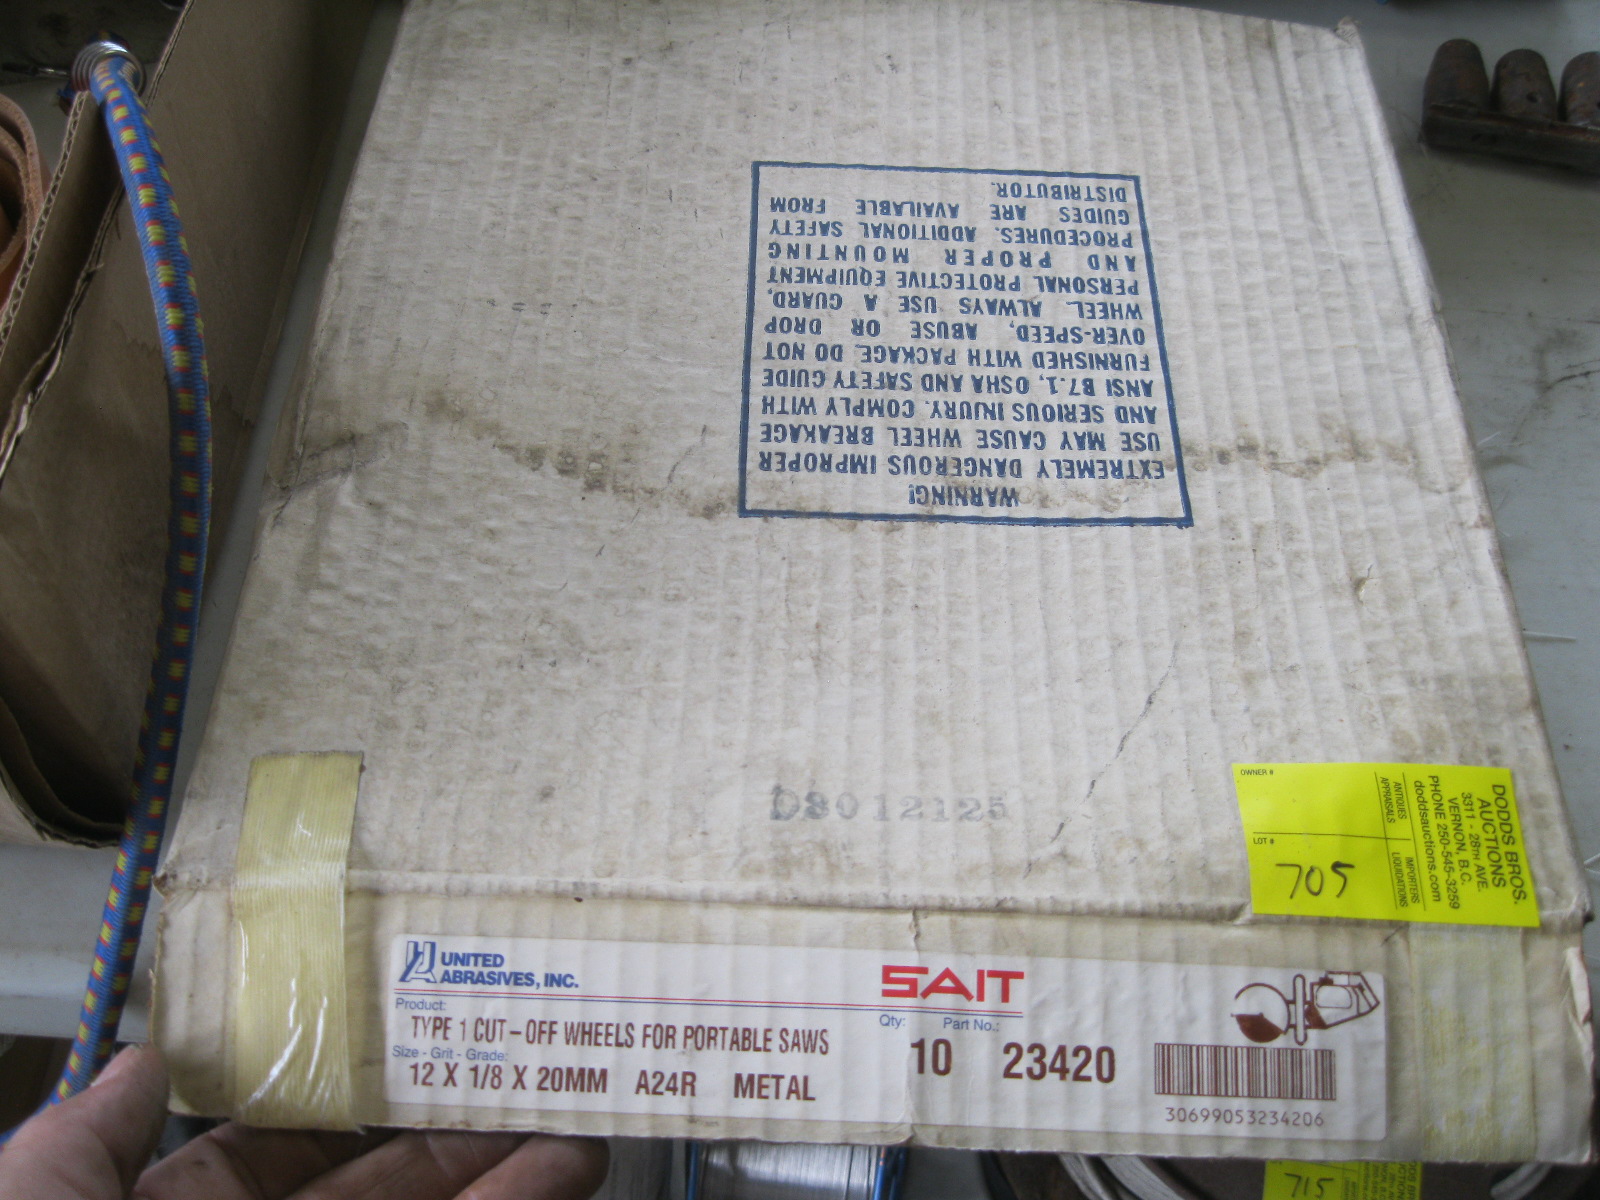 WARNING!
EXTREMELY DANGEROUS IMPROPER
USE MAY CAUSE WHEEL BREAKAGE
AND SERIOUS INJURY. COMPLY WITH
ANSI B7.1, OSHA AND SAFETY GUIDE
FURNISHED WITH PACKAGE. DO NOT
OVER-SPEED, ABUSE OR DROP
WHEEL. ALWAYS USE A GUARD,
PERSONAL PROTECTIVE EQUIPMENT
AND PROPER MOUNTING
PROCEDURES. ADDITIONAL SAFETY
GUIDES ARE AVAILABLE FROM
DISTRIBUTOR.
012125
DODDS BROS.
AUCTIONS
3311 - 28TH AVE.
VERNON, B.C.
PHONE 250-545-3259
doddsauctions.com
ANTIQUES
APPRAISALS
IMPORTERS
LIQUIDATIONS
OWNER #
LOT #
705
UNITED
ABRASIVES, INC.
SAIT
Product:
TYPE 1 CUT-OFF WHEELS FOR PORTABLE SAWS
Size - Grit - Grade:
12 X 1/8 X 20MM A24R METAL
Qty:
10
Part No.:
23420
30699053234206
715